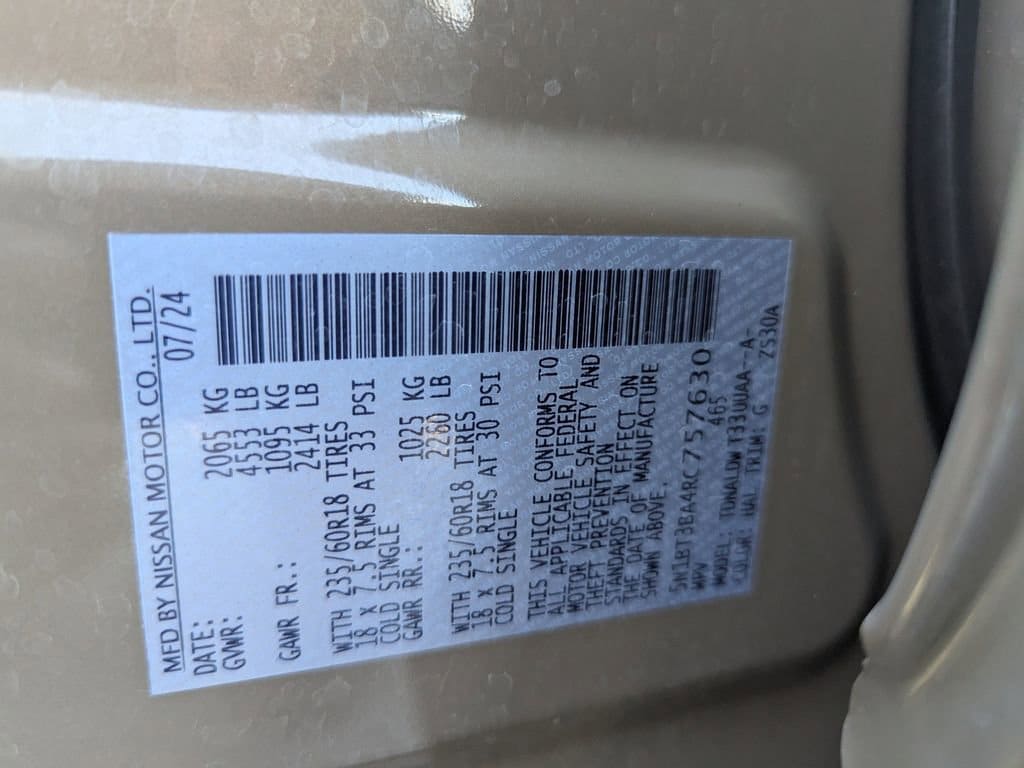 MFD BY NISSAN MOTOR CO., LTD.
DATE: 07/24
GVWR: 2065 KG
4553 LB
GAWR FR.: 1095 KG
2414 LB
WITH 235/60R18 TIRES
18 X 7.5 RIMS AT 33 PSI
COLD SINGLE
GAWR RR.: 1025 KG
2260 LB
WITH 235/60R18 TIRES
18 X 7.5 RIMS AT 30 PSI
COLD SINGLE
THIS VEHICLE CONFORMS TO
ALL APPLICABLE FEDERAL
MOTOR VEHICLE SAFETY AND
THEFT PREVENTION
STANDARDS IN EFFECT ON
THE DATE OF MANUFACTURE
SHOWN ABOVE.
5N1BT3BA4RC757630
MPV 465
MODEL: TDWALDW T33UUAA--A-
COLOR: HAL TRIM G ZS30A